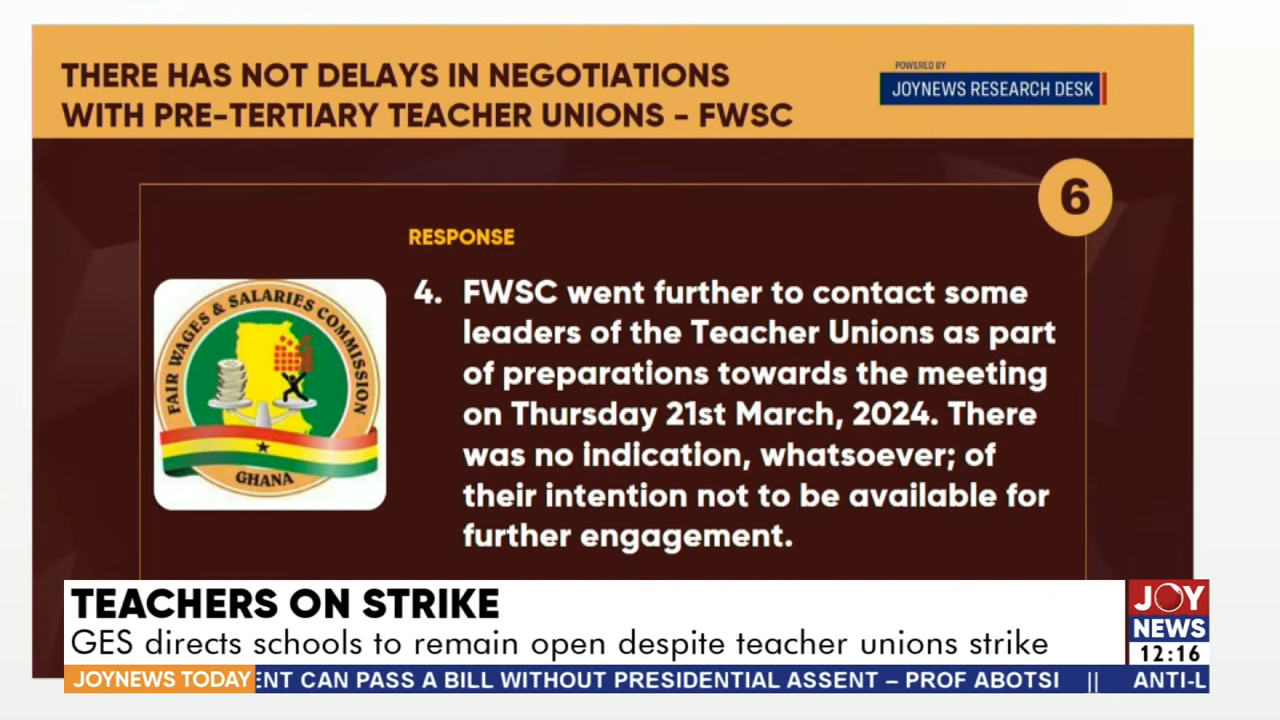 THERE HAS NOT DELAYS IN NEGOTIATIONS
WITH PRE-TERTIARY TEACHER UNIONS - FWSC
POWERED BY
JOYNEWS RESEARCH DESK
6
RESPONSE
4. FWSC went further to contact some
leaders of the Teacher Unions as part
of preparations towards the meeting
on Thursday 21st March, 2024. There
was no indication, whatsoever; of
their intention not to be available for
further engagement.
FAIR WAGES & SALARIES COMMISSION
GHANA
TEACHERS ON STRIKE
GES directs schools to remain open despite teacher unions strike
JOY
NEWS
12:16
JOYNEWS TODAY
ENT CAN PASS A BILL WITHOUT PRESIDENTIAL ASSENT – PROF ABOTSI || ANTI-L